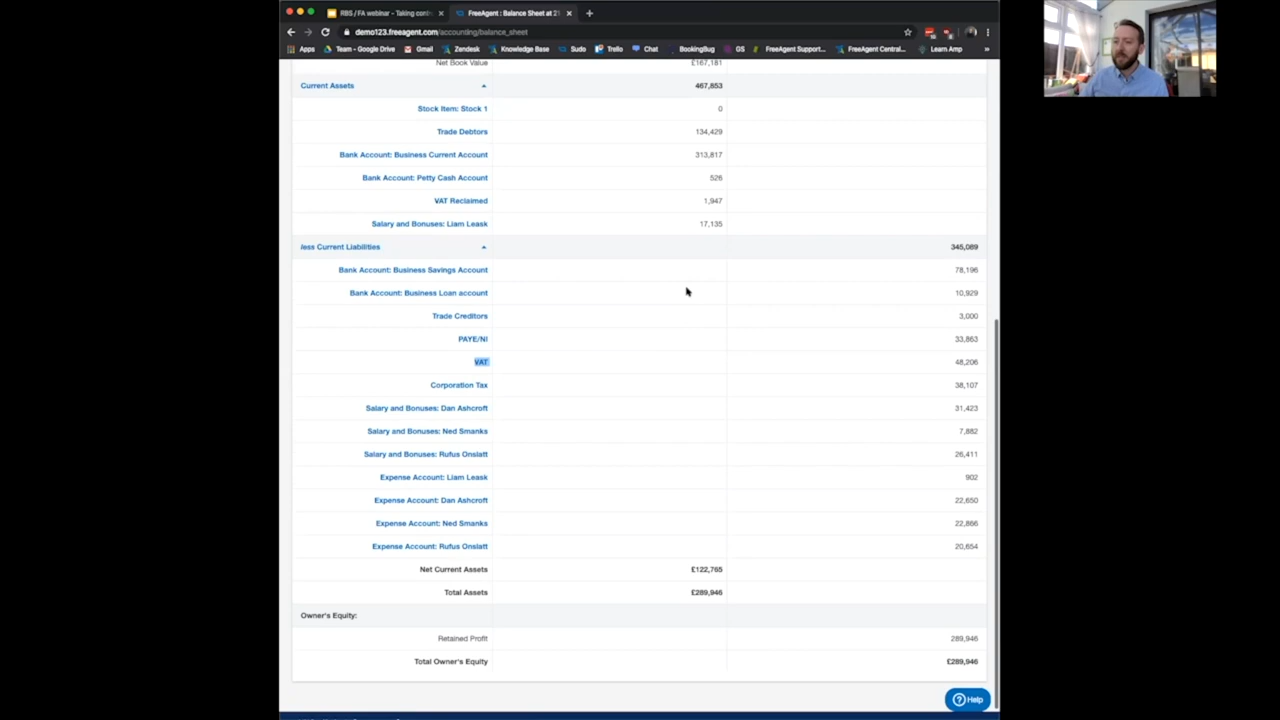 RBS / FA webinar - Taking contr
FreeAgent : Balance Sheet at 2
demo123.freeagent.com/accounting/balance_sheet
Apps Team - Google Drive Gmail Zendesk Knowledge Base Sudo Trello Chat BookingBug GS FreeAgent Support... FreeAgent Central... Learn Amp »
Net Book Value £167,181
Current Assets 467,853
Stock Item: Stock 1 0
Trade Debtors 134,429
Bank Account: Business Current Account 313,817
Bank Account: Petty Cash Account 526
VAT Reclaimed 1,947
Salary and Bonuses: Liam Leask 17,135
less Current Liabilities 345,089
Bank Account: Business Savings Account 78,196
Bank Account: Business Loan account 10,929
Trade Creditors 3,000
PAYE/NI 33,863
VAT 48,206
Corporation Tax 38,107
Salary and Bonuses: Dan Ashcroft 31,423
Salary and Bonuses: Ned Smanks 7,882
Salary and Bonuses: Rufus Onslatt 26,411
Expense Account: Liam Leask 902
Expense Account: Dan Ashcroft 22,650
Expense Account: Ned Smanks 22,866
Expense Account: Rufus Onslatt 20,654
Net Current Assets £122,765
Total Assets £289,946
Owner's Equity:
Retained Profit 289,946
Total Owner's Equity £289,946
Help